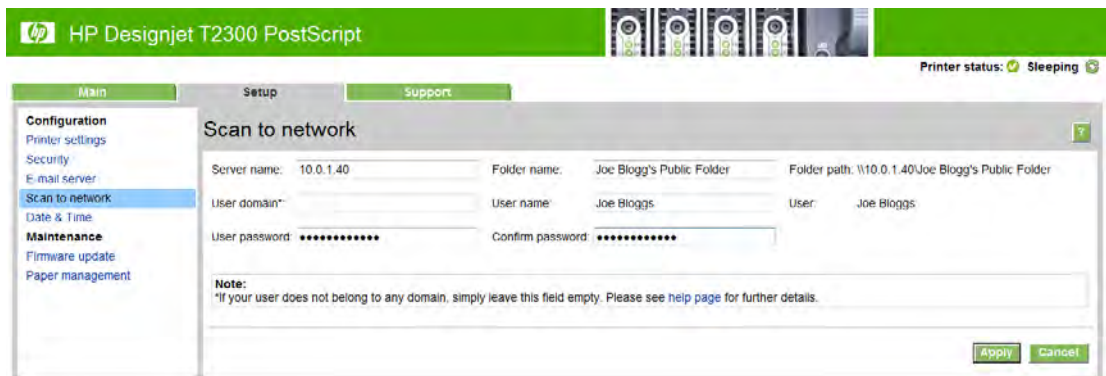 hp HP Designjet T2300 PostScript
Printer status: Sleeping
Main Setup Support
Configuration
Printer settings
Security
E-mail server
Scan to network
Date & Time
Maintenance
Firmware update
Paper management
Scan to network
?
Server name: 10.0.1.40 Folder name: Joe Blogg's Public Folder Folder path: \\10.0.1.40\Joe Blogg's Public Folder
User domain*: User name: Joe Bloggs User: Joe Bloggs
User password: •••••••••••• Confirm password: ••••••••••••
Note:
*If your user does not belong to any domain, simply leave this field empty. Please see help page for further details.
Apply Cancel